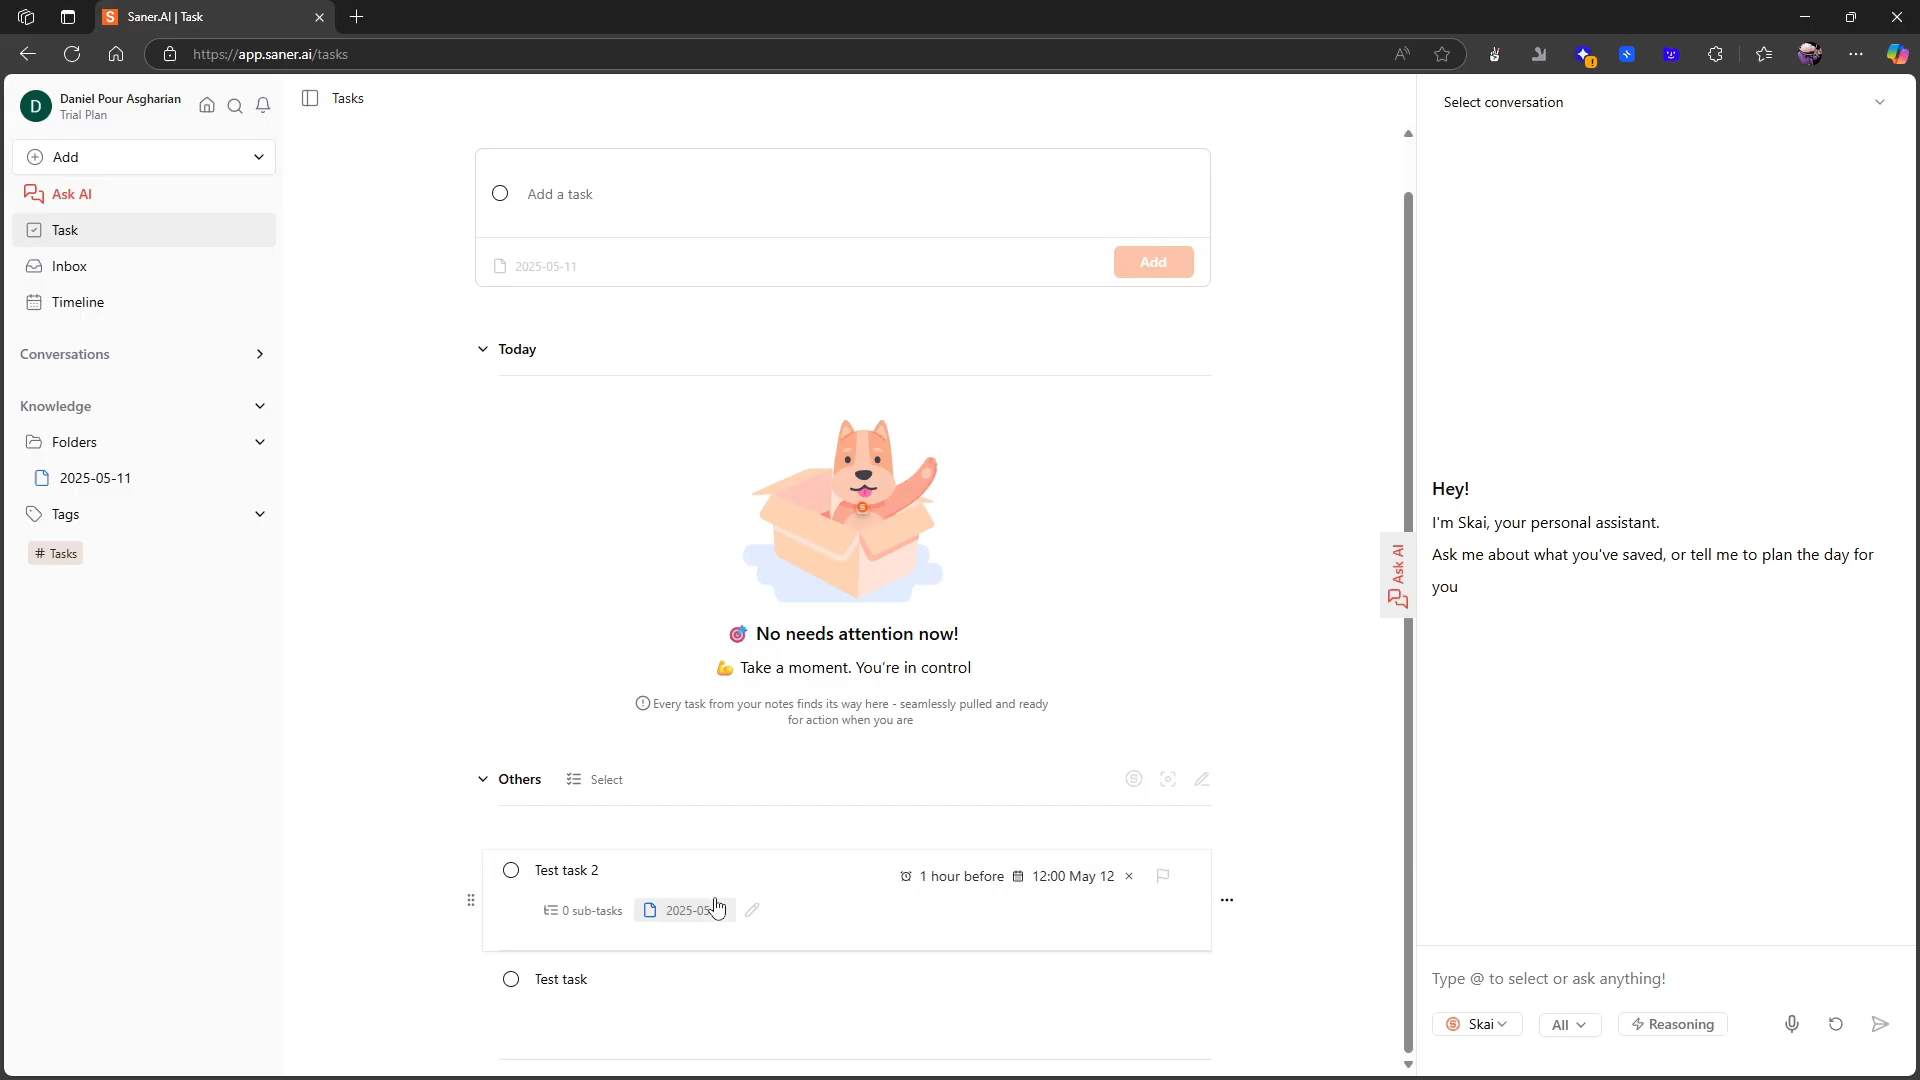 Saner.AI | Task
https://app.saner.ai/tasks
D
Daniel Pour Asgharian
Trial Plan
Add
Ask AI
Task
Inbox
Timeline
Conversations
Knowledge
Folders
2025-05-11
Tags
# Tasks
Tasks
Add a task
2025-05-11
Add
Today
No needs attention now!
Take a moment. You're in control
Every task from your notes finds its way here - seamlessly pulled and ready
for action when you are
Others
Select
Test task 2
1 hour before
12:00 May 12
0 sub-tasks
2025-05
Test task
Ask AI
Select conversation
Hey!
I'm Skai, your personal assistant.
Ask me about what you've saved, or tell me to plan the day for
you
Type @ to select or ask anything!
Skai
All
Reasoning